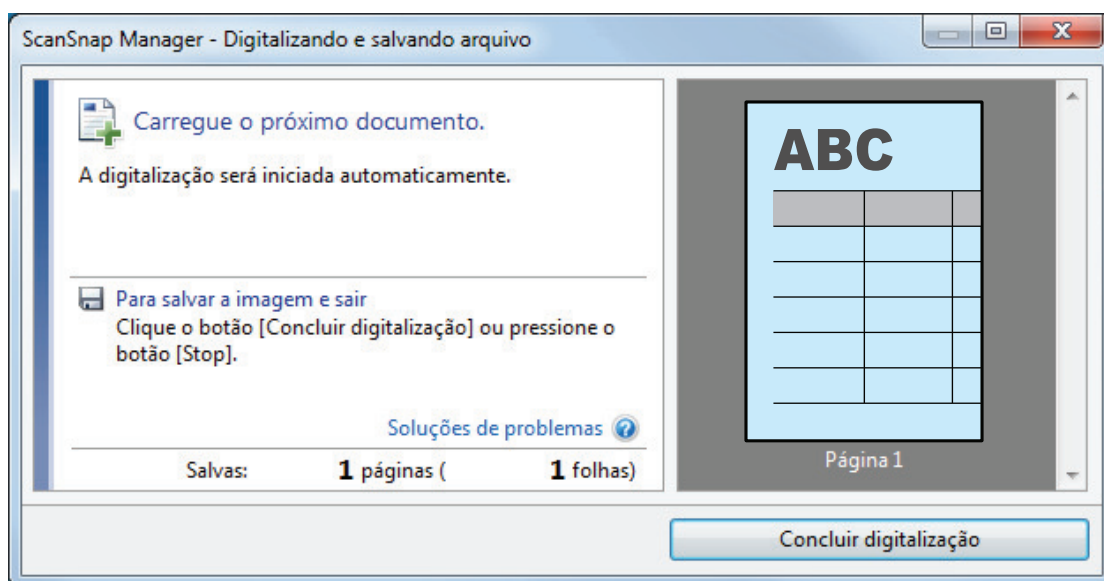 ScanSnap Manager - Digitalizando e salvando arquivo
Carregue o próximo documento.
A digitalização será iniciada automaticamente.
Para salvar a imagem e sair
Clique o botão [Concluir digitalização] ou pressione o
botão [Stop].
Soluções de problemas
Salvas: 1 páginas ( 1 folhas)
ABC
Página 1
Concluir digitalização